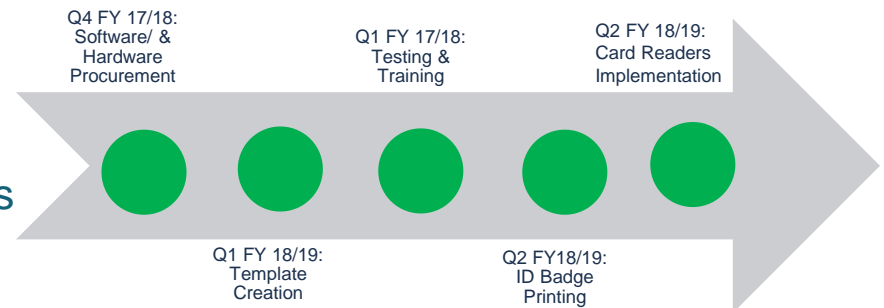 Q4 FY 17/18:
Software/ &
Hardware
Procurement
Q1 FY 17/18:
Testing &
Training
Q2 FY 18/19:
Card Readers
Implementation
s
Q1 FY 18/19:
Template
Creation
Q2 FY18/19:
ID Badge
Printing